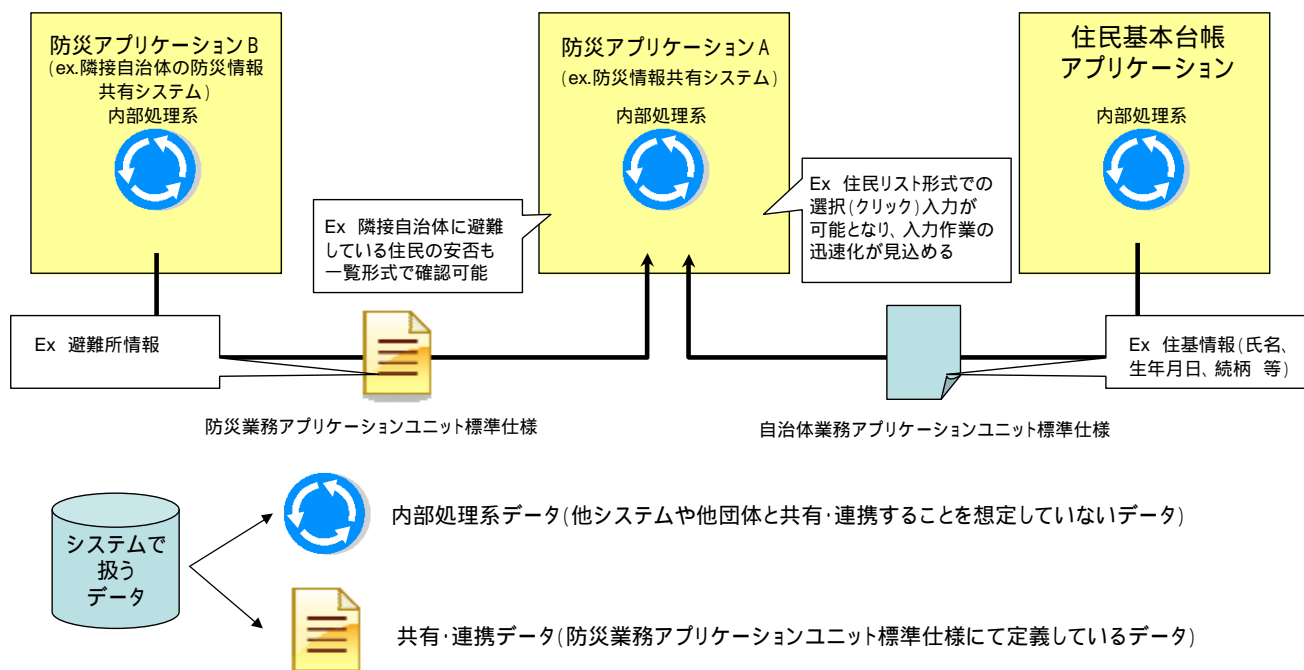 防災アプリケーションB
(ex.隣接自治体の防災情報
共有システム)
内部処理系
防災アプリケーションA
(ex.防災情報共有システム)
内部処理系
住民基本台帳
アプリケーション
内部処理系
Ex 隣接自治体に避難
している住民の安否も
一覧形式で確認可能
Ex 住民リスト形式での
選択(クリック)入力が
可能となり、入力作業の
迅速化が見込める
Ex 避難所情報
Ex 住基情報(氏名、
生年月日、続柄 等)
防災業務アプリケーションユニット標準仕様
自治体業務アプリケーションユニット標準仕様
システムで
扱う
データ
内部処理系データ(他システムや他団体と共有・連携することを想定していないデータ)
共有・連携データ(防災業務アプリケーションユニット標準仕様にて定義しているデータ)